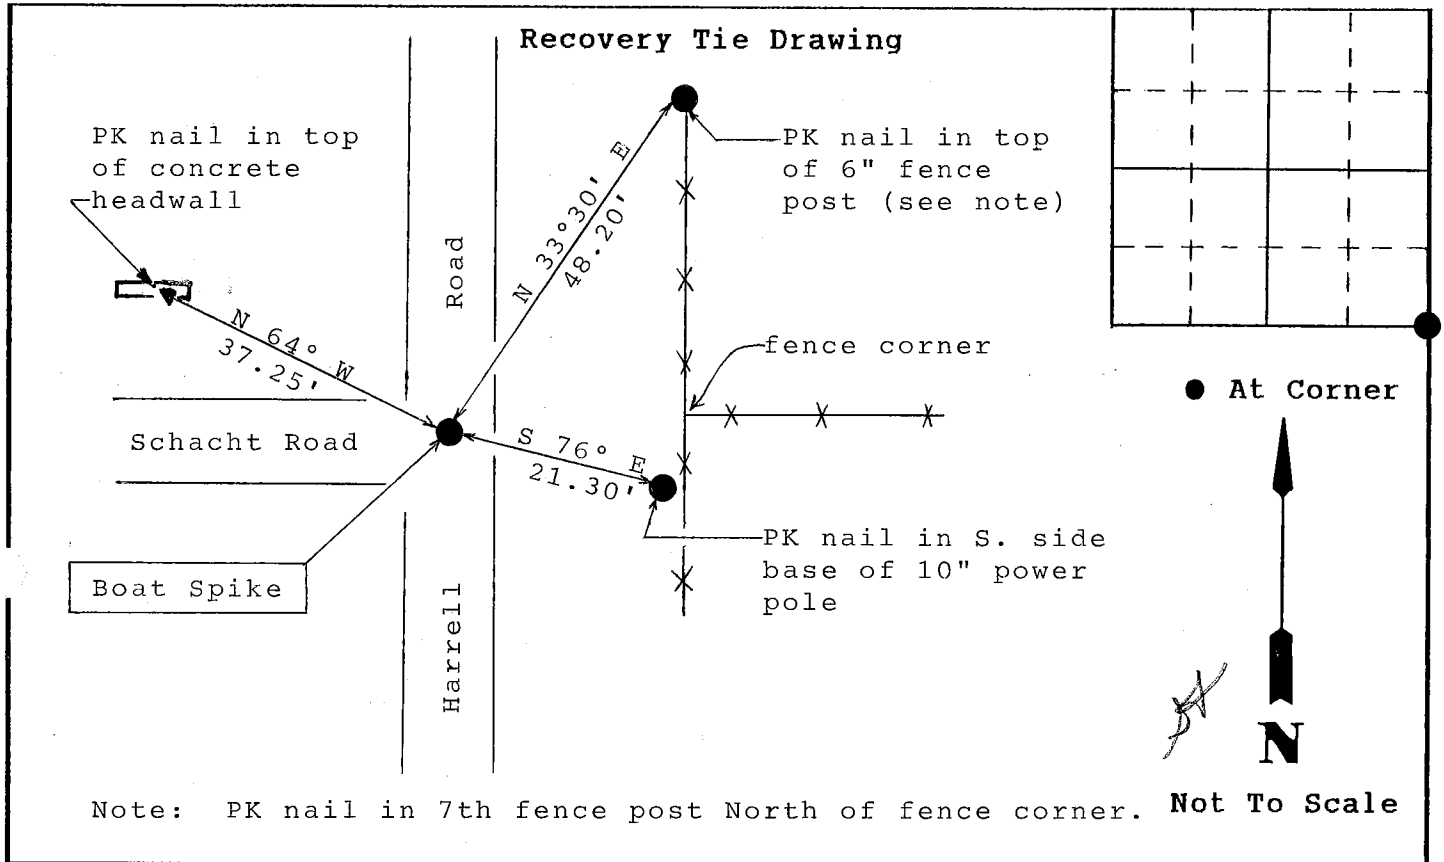 Recovery Tie Drawing
PK nail in top
of concrete
headwall
PK nail in top
of 6" fence
post (see note)
N 33°30' E
48.20'
Road
N 64° W
37.25'
fence corner
At Corner
Schacht Road
S 76° E
21.30'
PK nail in S. side
base of 10" power
pole
Boat Spike
Harrell
N
Not To Scale
Note: PK nail in 7th fence post North of fence corner.